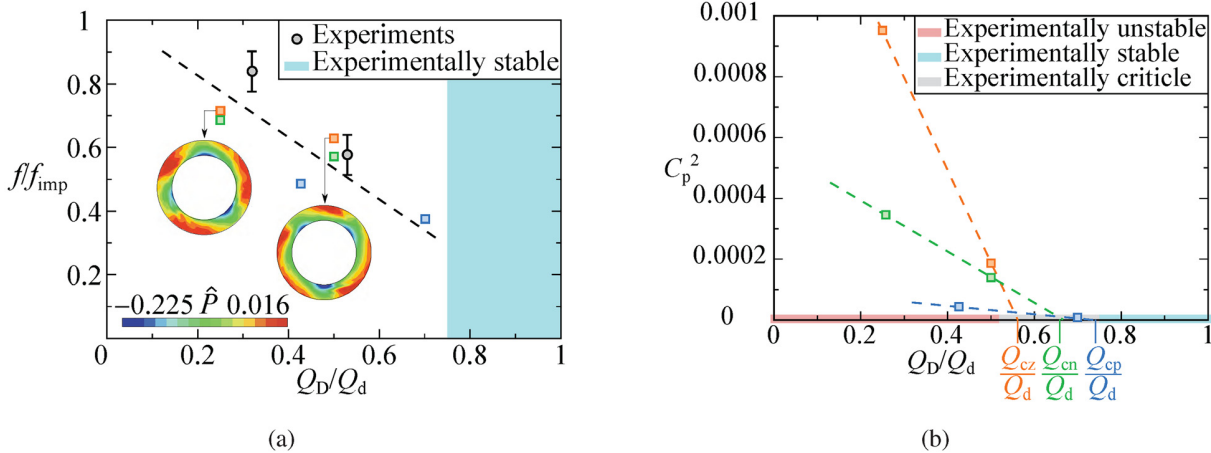 1
0.8
0.6
0.4
0.2
0
f/f_imp
Experiments
Experimentally stable
−0.225 P̂ 0.016
0 0.2 0.4 0.6 0.8 1
Q_D/Q_d
(a)
0.001
0.0008
0.0006
0.0004
0.0002
0
C_p^2
Experimentally unstable
Experimentally stable
Experimentally criticle
0 0.2 0.4 0.6 0.8 1
Q_D/Q_d
Q_cz Q_cn Q_cp
Q_d Q_d Q_d
(b)